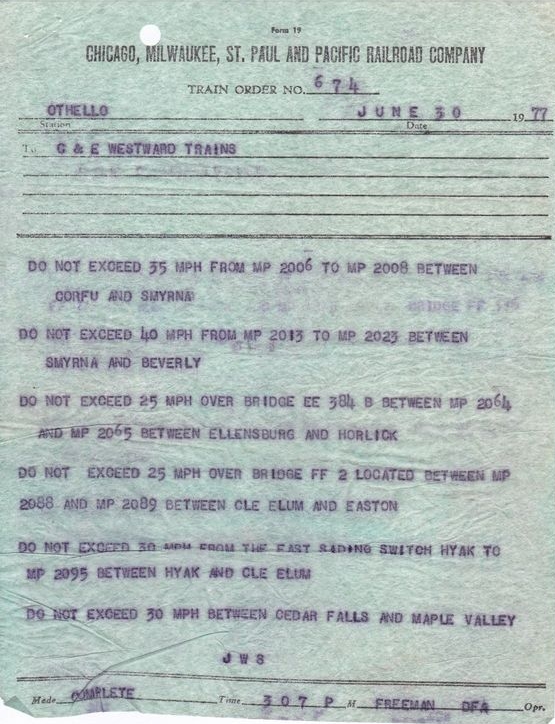 Form 19
CHICAGO, MILWAUKEE, ST. PAUL AND PACIFIC RAILROAD COMPANY
TRAIN ORDER NO. 674
OTHELLO JUNE 30 1977
Station Date
To C & E WESTWARD TRAINS
DO NOT EXCEED 35 MPH FROM MP 2006 TO MP 2008 BETWEEN
CORFU AND SMYRNA
DO NOT EXCEED 40 MPH FROM MP 2013 TO MP 2023 BETWEEN
SMYRNA AND BEVERLY
DO NOT EXCEED 25 MPH OVER BRIDGE EE 384 B BETWEEN MP 2064
AND MP 2065 BETWEEN ELLENSBURG AND HORLICK
DO NOT EXCEED 25 MPH OVER BRIDGE FF 2 LOCATED BETWEEN MP
2088 AND MP 2089 BETWEEN CLE ELUM AND EASTON
DO NOT EXCEED 30 MPH FROM THE EAST SIDING SWITCH HYAK TO
MP 2095 BETWEEN HYAK AND CLE ELUM
DO NOT EXCEED 30 MPH BETWEEN CEDAR FALLS AND MAPLE VALLEY
J W S
Made COMPLETE Time 307 P M FREEMAN DFA Opr.